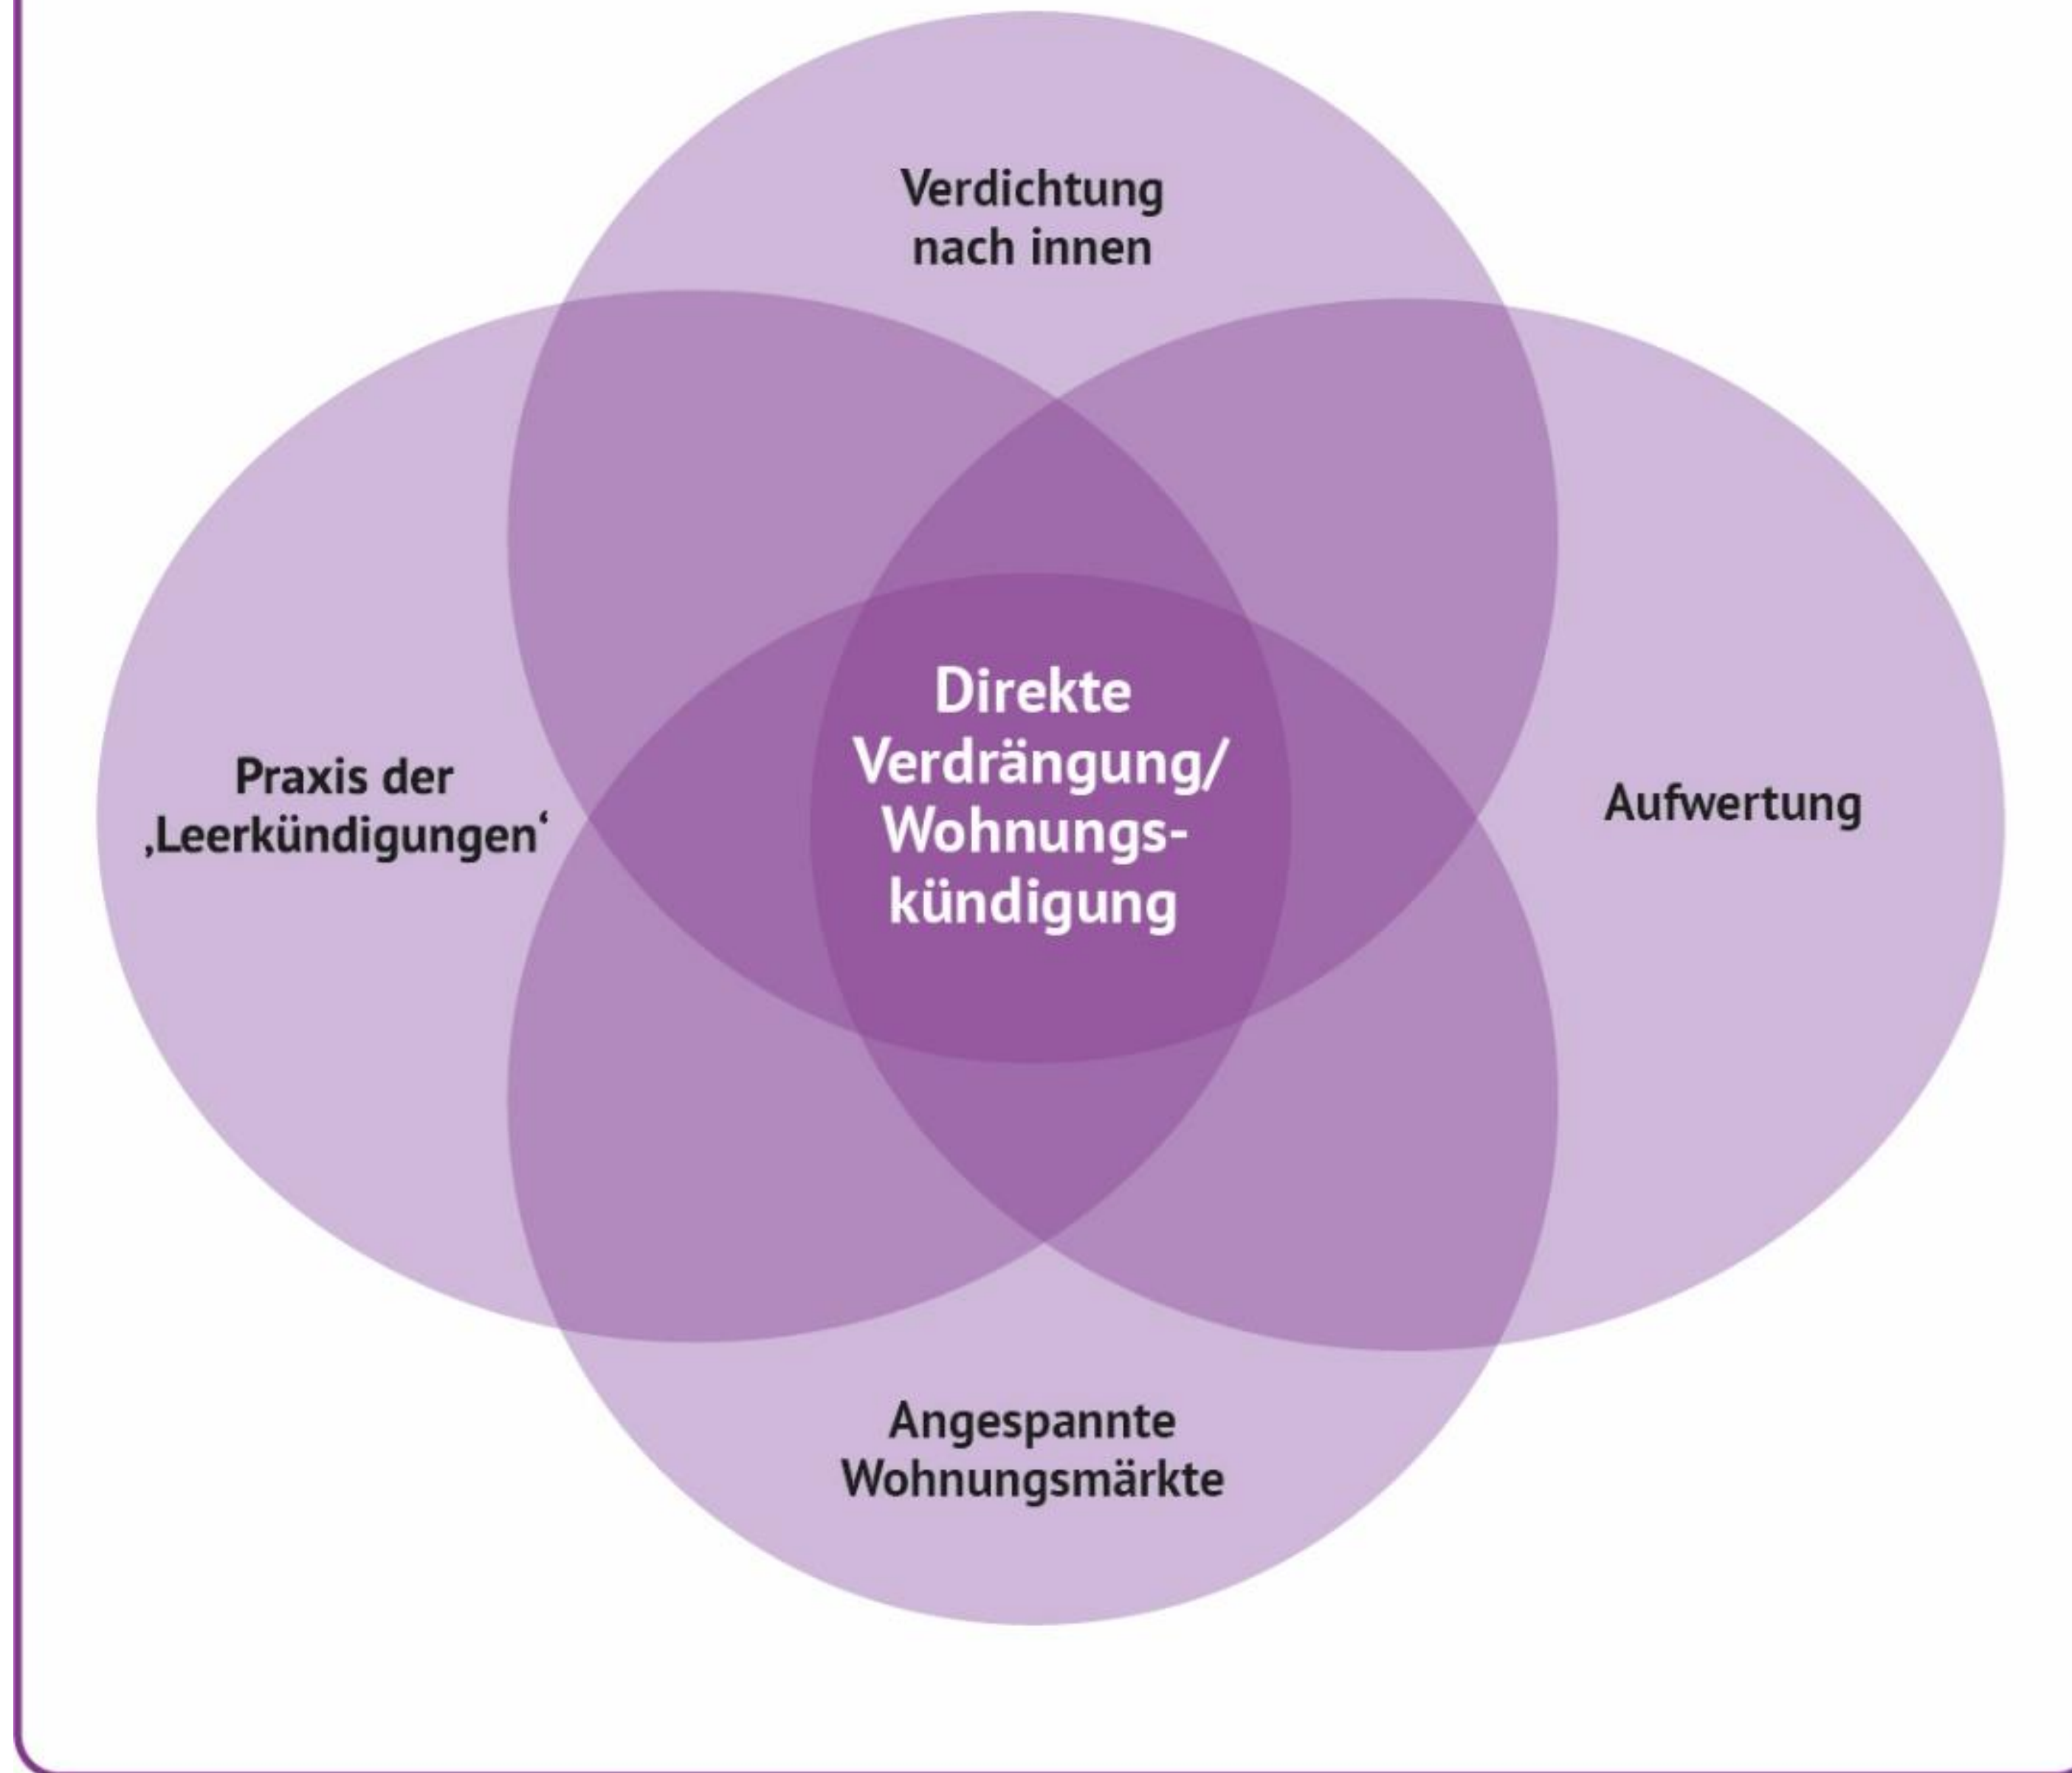 Verdichtung
nach innen
Praxis der
‚Leerkündigungen‘
Direkte
Verdrängung/
Wohnungs-
kündigung
Aufwertung
Angespannte
Wohnungsmärkte